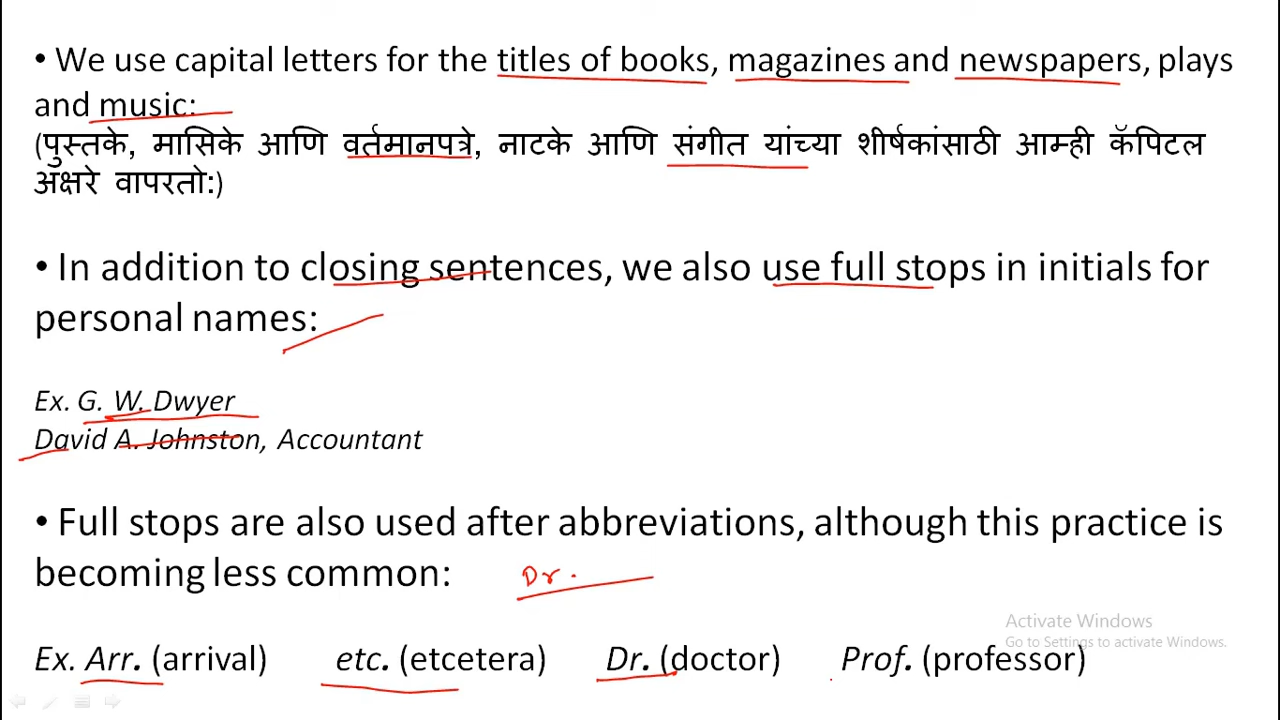 • We use capital letters for the titles of books, magazines and newspapers, plays
and music:
(पुस्तके, मासिके आणि वर्तमानपत्रे, नाटके आणि संगीत यांच्या शीर्षकांसाठी आम्ही कॅपिटल
अक्षरे वापरतो:)
• In addition to closing sentences, we also use full stops in initials for
personal names:
Ex. G. W. Dwyer
David A. Johnston, Accountant
• Full stops are also used after abbreviations, although this practice is
becoming less common: Dr.
Ex. Arr. (arrival) etc. (etcetera) Dr. (doctor) Prof. (professor)
Activate Windows
Go to Settings to activate Windows.